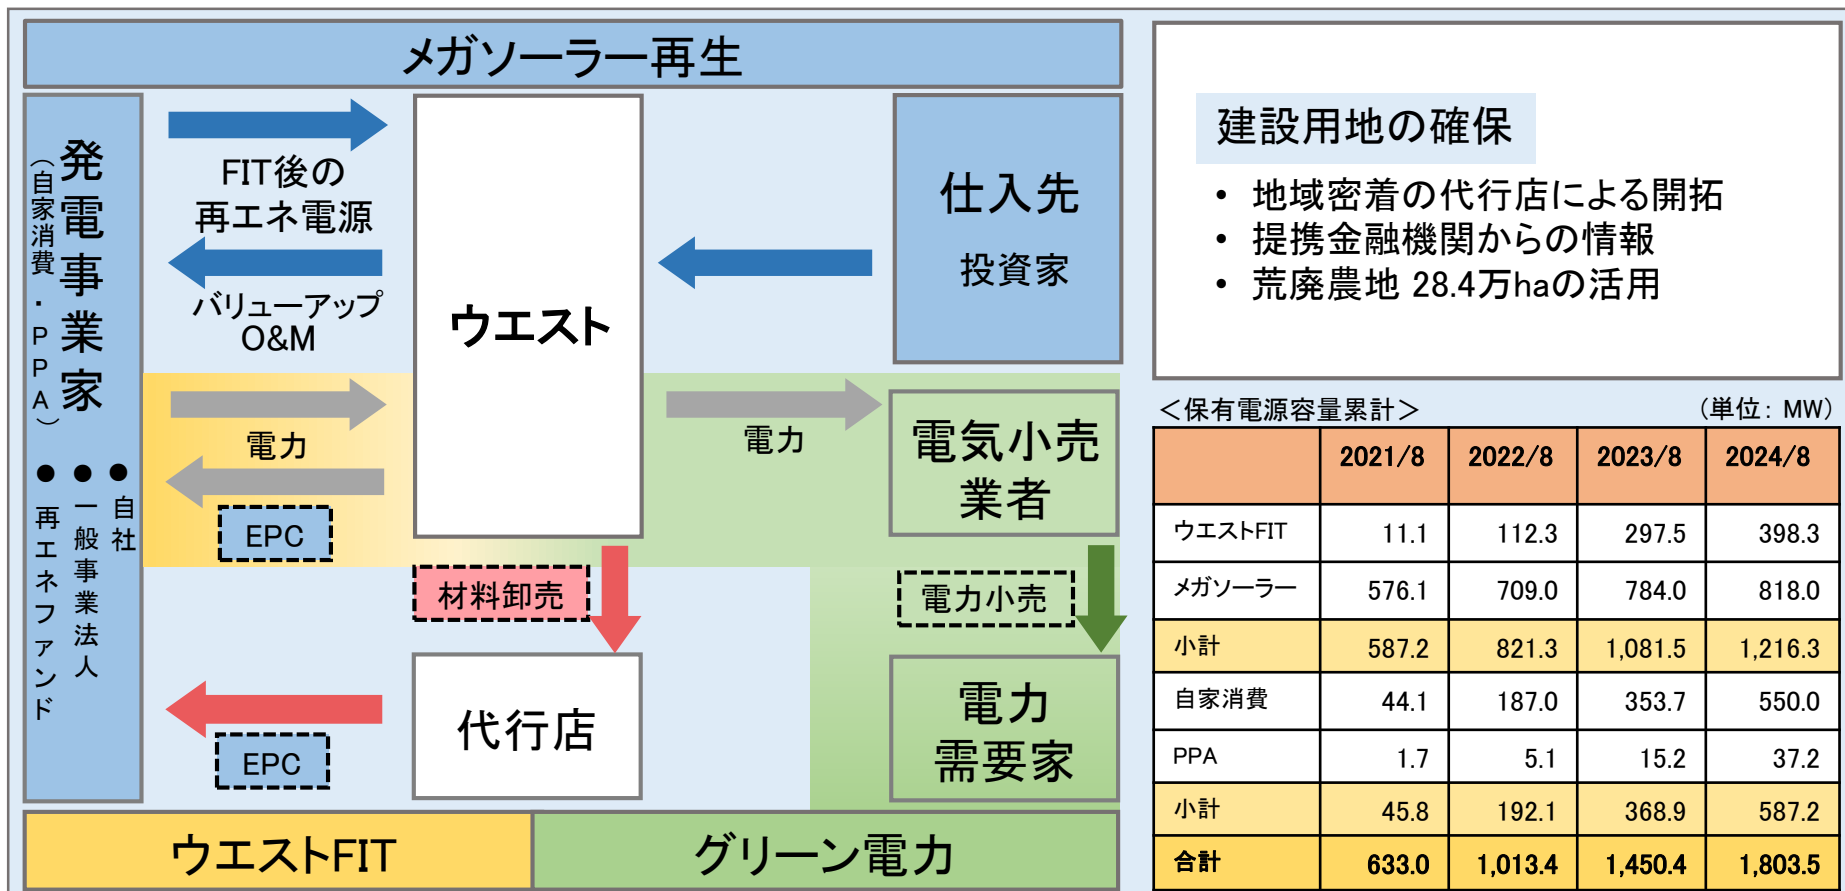 メガソーラー再生
発電事業家
（自家消費・PPA）
● 自社
● 一般事業法人
● 再エネファンド
FIT後の
再エネ電源
バリューアップ
O&M
電力
EPC
EPC
ウエスト
材料卸売
代行店
仕入先
投資家
電力
電気小売
業者
電力小売
電力
需要家
ウエストFIT
グリーン電力
建設用地の確保
• 地域密着の代行店による開拓
• 提携金融機関からの情報
• 荒廃農地 28.4万haの活用
＜保有電源容量累計＞ (単位: MW)
2021/8 2022/8 2023/8 2024/8
ウエストFIT 11.1 112.3 297.5 398.3
メガソーラー 576.1 709.0 784.0 818.0
小計 587.2 821.3 1,081.5 1,216.3
自家消費 44.1 187.0 353.7 550.0
PPA 1.7 5.1 15.2 37.2
小計 45.8 192.1 368.9 587.2
合計 633.0 1,013.4 1,450.4 1,803.5